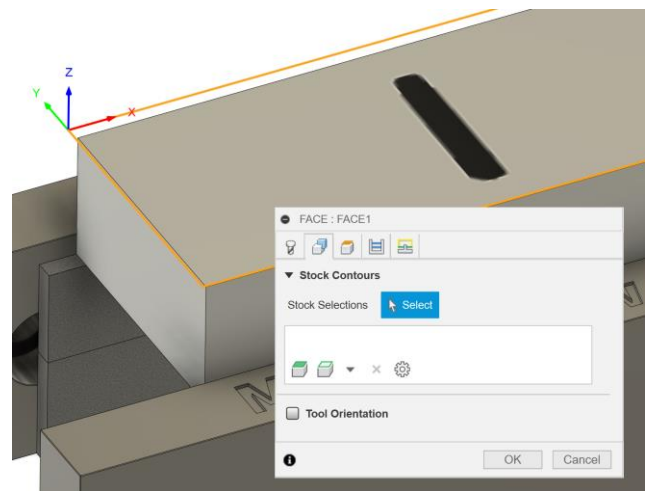 Z
Y
X
FACE : FACE1
Stock Contours
Stock Selections
Select
Tool Orientation
OK
Cancel